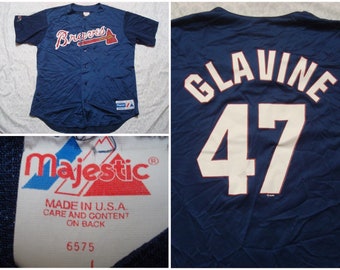 Braves
GLAVINE
47
Majestic
MADE IN U.S.A.
CARE AND CONTENT
ON BACK
6575